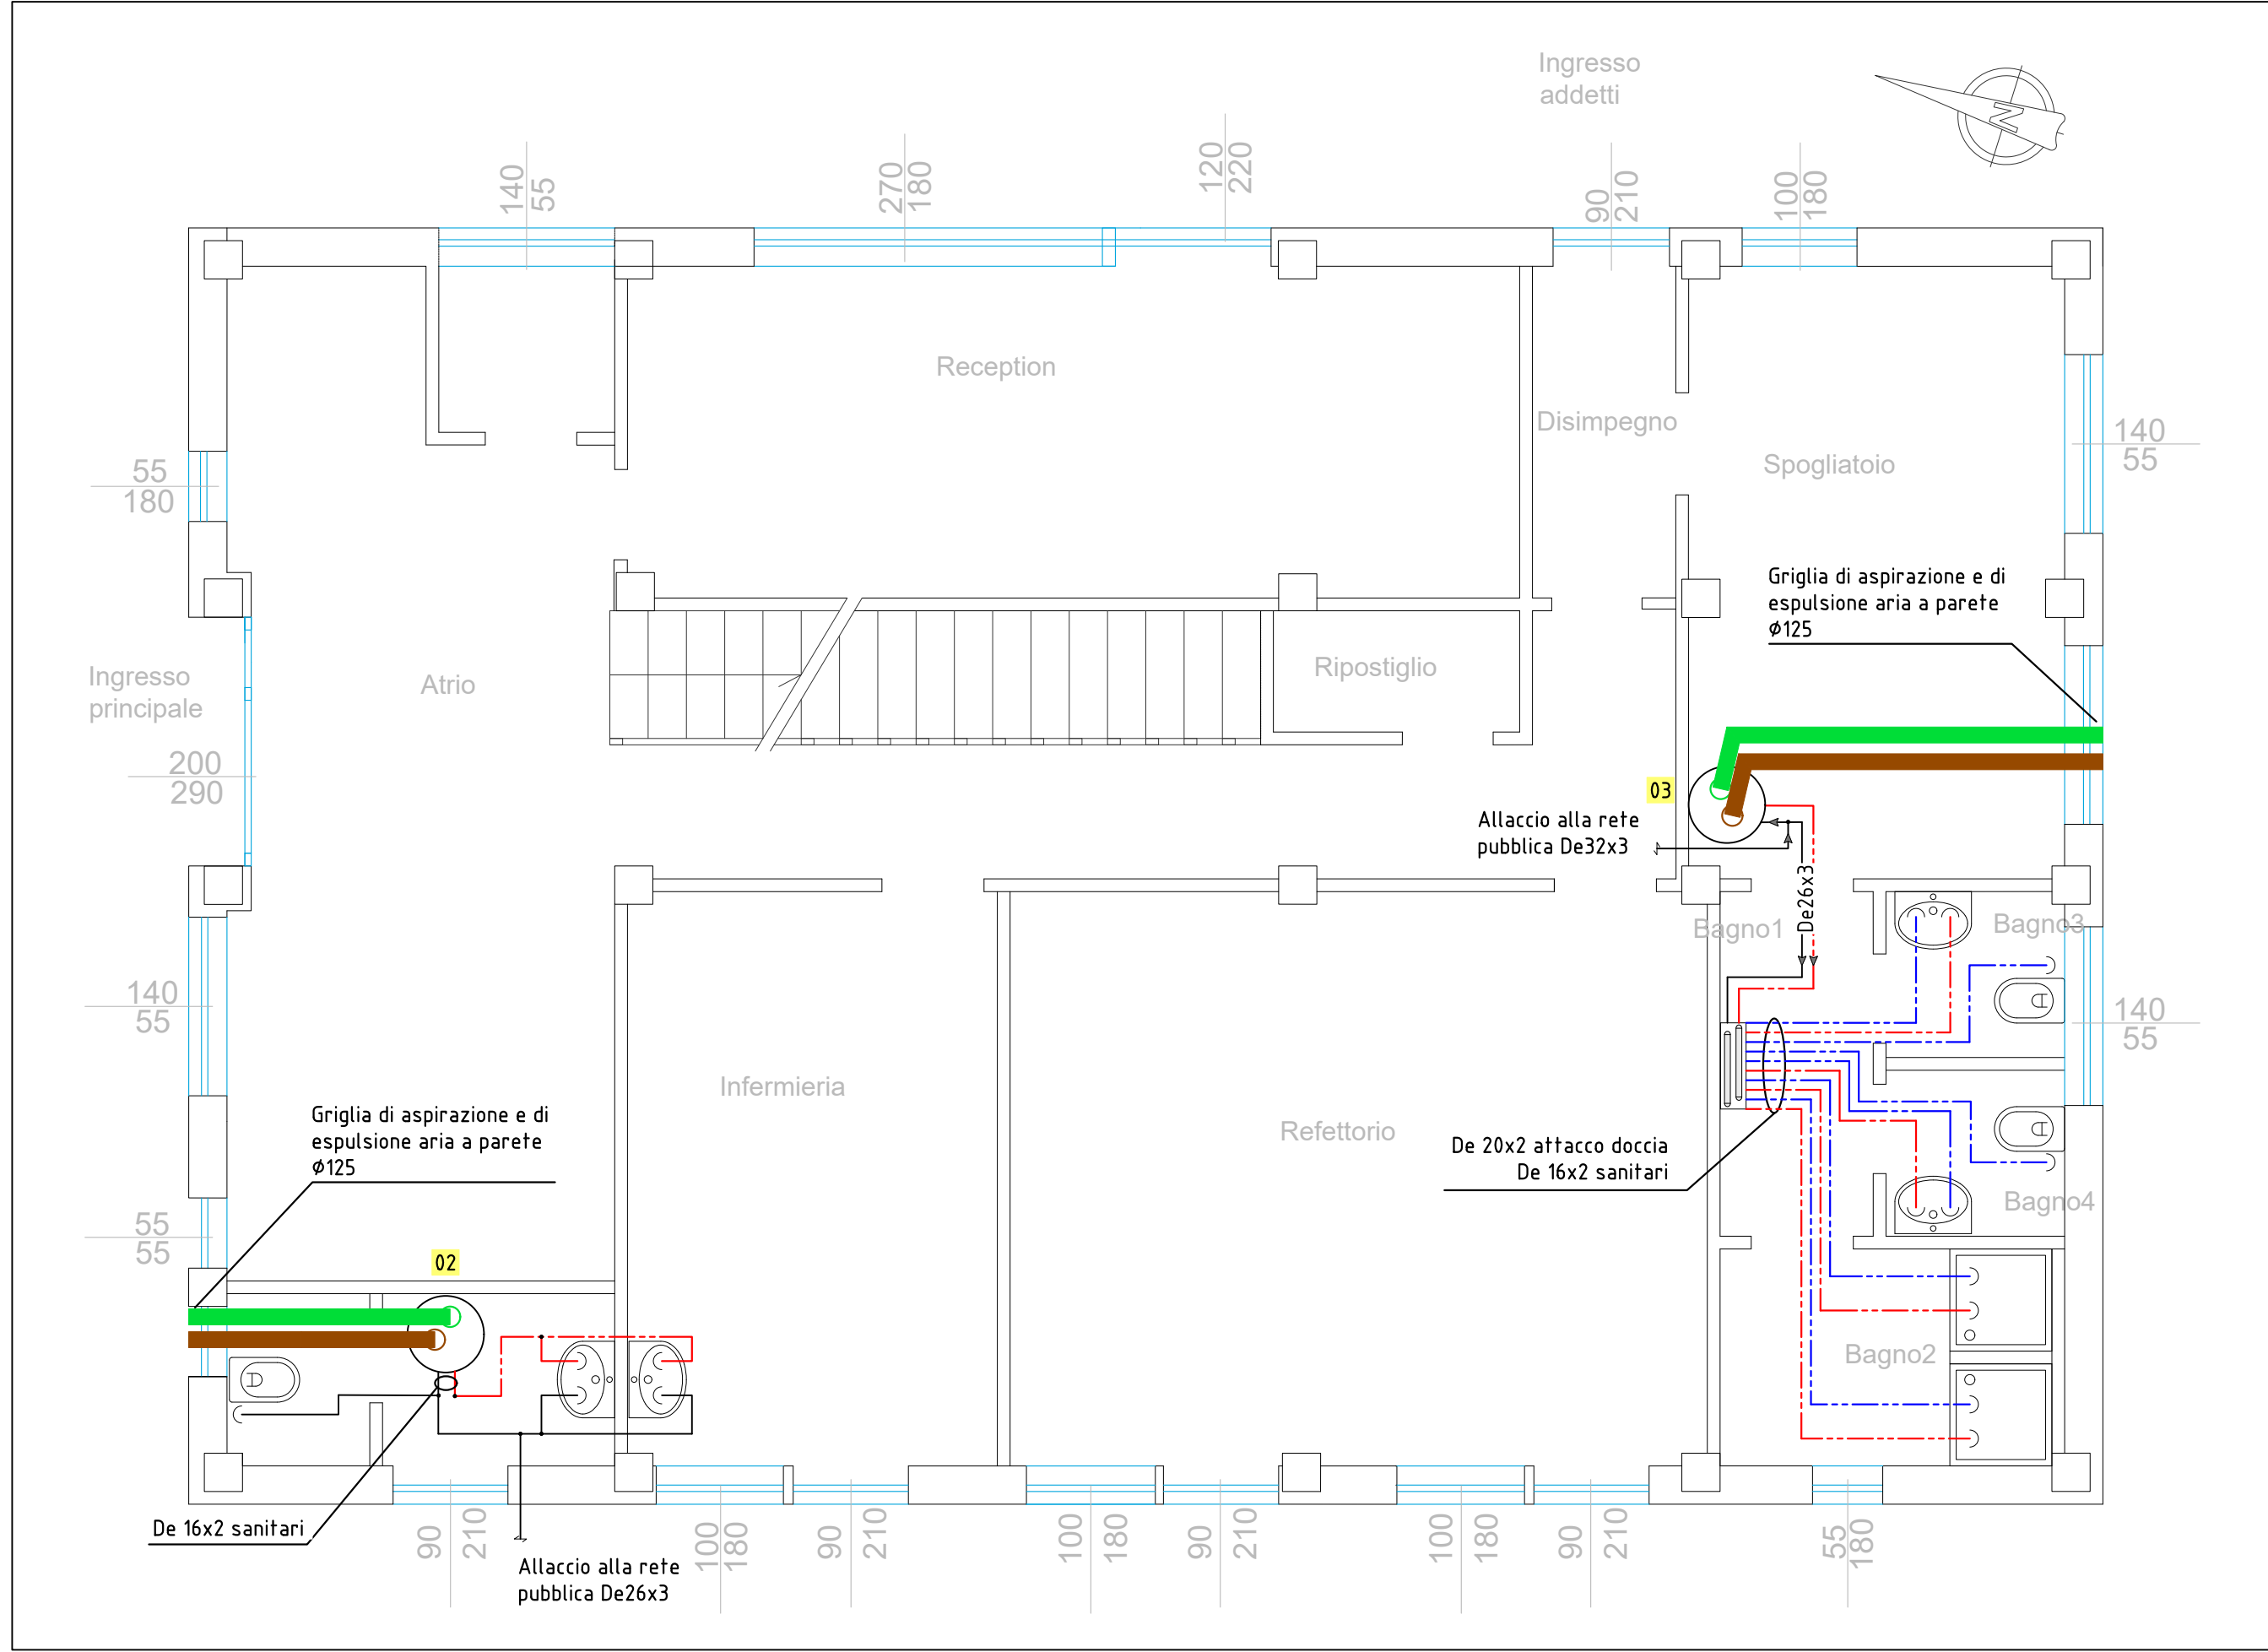 Ingresso
addetti
N
140
55
270
180
120
220
90
210
100
180
Reception
Disimpegno
Spogliatoio
140
55
55
180
Griglia di aspirazione e di
espulsione aria a parete
Ø125
Ingresso
principale
Atrio
Ripostiglio
200
290
03
Allaccio alla rete
pubblica De32x3
De26x3
Bagno1
Bagno3
140
55
140
55
Infermieria
Refettorio
Griglia di aspirazione e di
espulsione aria a parete
Ø125
De 20x2 attacco doccia
De 16x2 sanitari
Bagno4
55
55
02
Bagno2
De 16x2 sanitari
90
210
100
180
90
210
100
180
90
210
100
180
90
210
55
180
Allaccio alla rete
pubblica De26x3